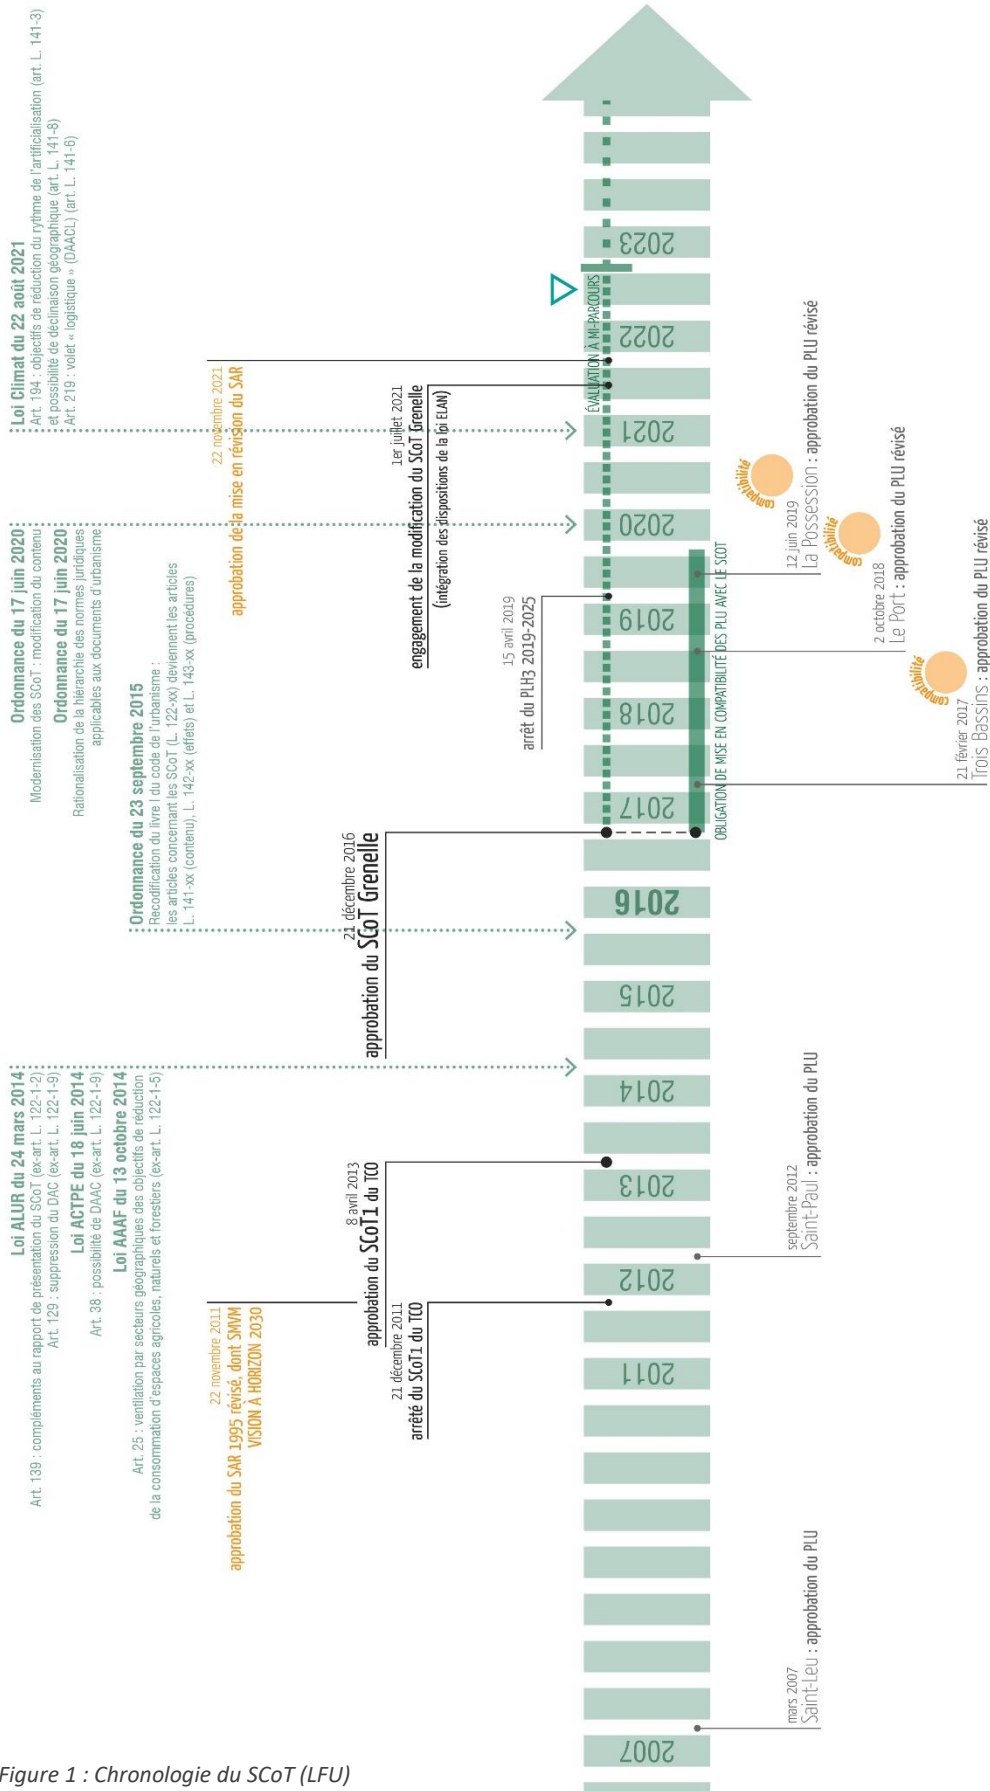 Loi ALUR du 24 mars 2014
Art. 139 : compléments au rapport de présentation du SCoT (ex-art. L. 122-1-2)
Art. 129 : suppression du DAC (ex-art. L. 122-1-9)
Loi ACTPE du 18 juin 2014
Art. 38 : possibilité de DAAC (ex-art. L. 122-1-9)
Loi AAAF du 13 octobre 2014
Art. 25 : ventilation par secteurs géographiques des objectifs de réduction
de la consommation d'espaces agricoles, naturels et forestiers (ex-art. L. 122-1-5)
Ordonnance du 23 septembre 2015
Recodification du livre I du code de l'urbanisme :
les articles concernant les SCoT (L. 122-xx) deviennent les articles
L. 141-xx (contenu), L. 142-xx (effets) et L. 143-xx (procédures)
Ordonnance du 17 juin 2020
Modernisation des SCoT : modification du contenu
Ordonnance du 17 juin 2020
Rationalisation de la hiérarchie des normes juridiques
applicables aux documents d'urbanisme
Loi Climat du 22 août 2021
Art. 194 : objectifs de réduction du rythme de l'artificialisation (art. L. 141-3)
et possibilité de déclinaison géographique (art. L. 141-8)
Art. 219 : volet « logistique » (DAACL) (art. L. 141-6)
22 novembre 2011
approbation du SAR 1995 révisé, dont SMVM
VISION À HORIZON 2030
22 novembre 2021
approbation de la mise en révision du SAR
8 avril 2013
approbation du SCoT1 du TCO
21 décembre 2011
arrêté du SCoT1 du TCO
21 décembre 2016
approbation du SCoT Grenelle
1er juillet 2021
engagement de la modification du SCoT Grenelle
(intégration des dispositions de la loi ELAN)
15 avril 2019
arrêt du PLH3 2019-2025
ÉVALUATION À MI-PARCOURS
2007
2011
2012
2013
2014
2015
2016
2017
2018
2019
2020
2021
2022
2023
OBLIGATION DE MISE EN COMPATIBILITÉ DES PLU AVEC LE SCOT
mars 2007
Saint-Leu : approbation du PLU
septembre 2012
Saint-Paul : approbation du PLU
compatibilité
12 juin 2019
La Possession : approbation du PLU révisé
compatibilité
2 octobre 2018
Le Port : approbation du PLU révisé
compatibilité
21 février 2017
Trois Bassins : approbation du PLU révisé
Figure 1 : Chronologie du SCoT (LFU)